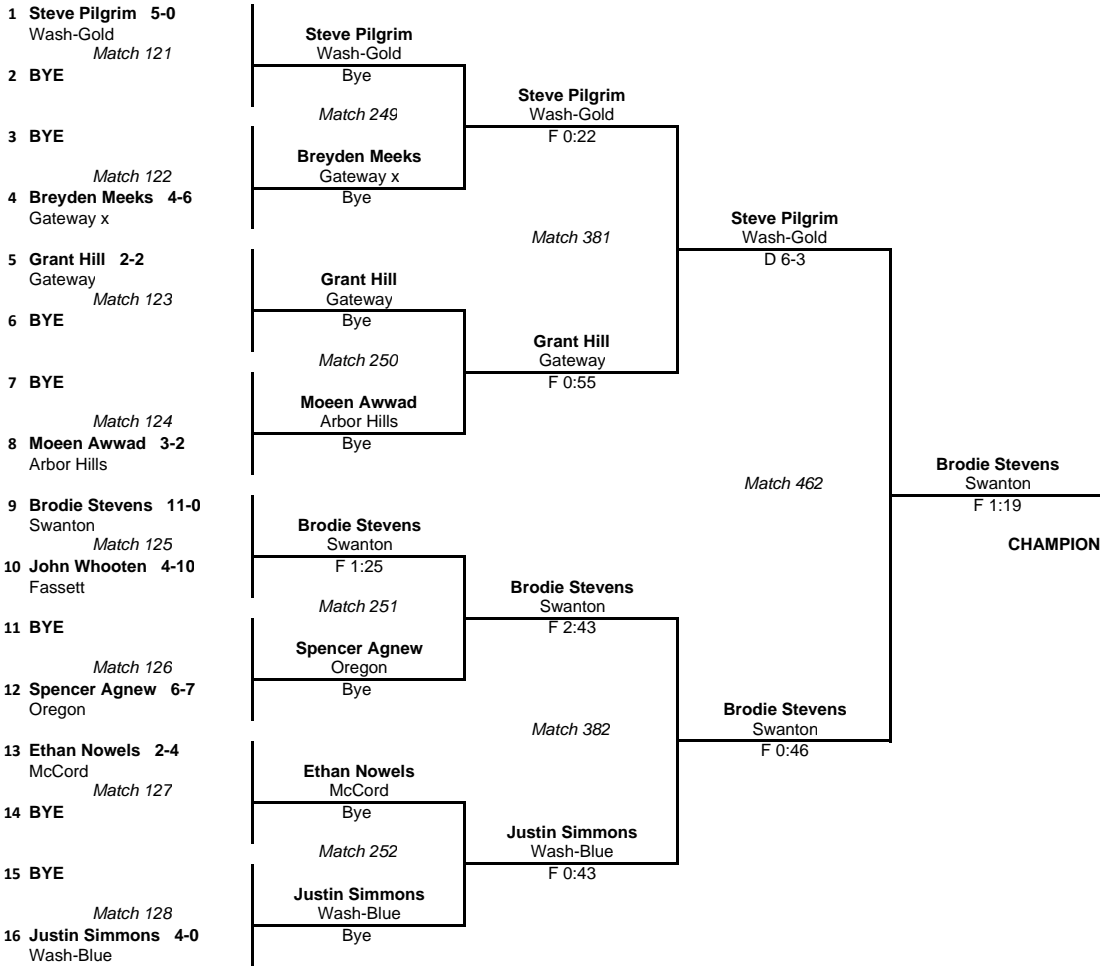 1 Steve Pilgrim 5-0
Wash-Gold
Match 121
2 BYE
3 BYE
Match 122
4 Breyden Meeks 4-6
Gateway x
5 Grant Hill 2-2
Gateway
Match 123
6 BYE
7 BYE
Match 124
8 Moeen Awwad 3-2
Arbor Hills
9 Brodie Stevens 11-0
Swanton
Match 125
10 John Whooten 4-10
Fassett
11 BYE
Match 126
12 Spencer Agnew 6-7
Oregon
13 Ethan Nowels 2-4
McCord
Match 127
14 BYE
15 BYE
Match 128
16 Justin Simmons 4-0
Wash-Blue
Steve Pilgrim
Wash-Gold
Bye
Match 249
Breyden Meeks
Gateway x
Bye
Grant Hill
Gateway
Bye
Match 250
Moeen Awwad
Arbor Hills
Bye
Brodie Stevens
Swanton
F 1:25
Match 251
Spencer Agnew
Oregon
Bye
Ethan Nowels
McCord
Bye
Match 252
Justin Simmons
Wash-Blue
Bye
Steve Pilgrim
Wash-Gold
F 0:22
Match 381
Grant Hill
Gateway
F 0:55
Brodie Stevens
Swanton
F 2:43
Match 382
Justin Simmons
Wash-Blue
F 0:43
Steve Pilgrim
Wash-Gold
D 6-3
Match 462
Brodie Stevens
Swanton
F 0:46
Brodie Stevens
Swanton
F 1:19
CHAMPION